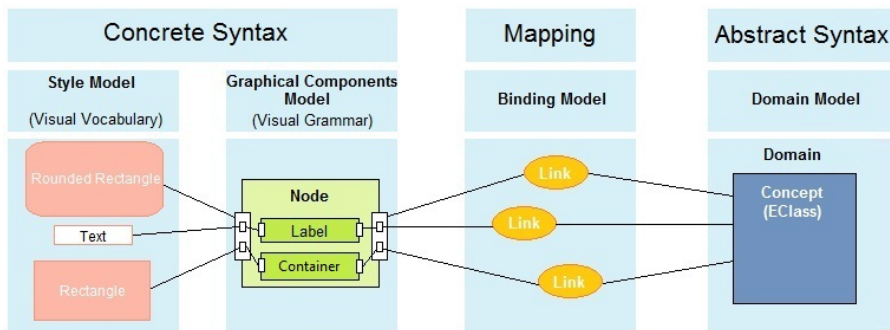 Concrete Syntax
Mapping
Abstract Syntax
Style Model
(Visual Vocabulary)
Graphical Components
Model
(Visual Grammar)
Binding Model
Domain Model
Rounded Rectangle
Text
Rectangle
Node
Label
Container
Link
Link
Link
Domain
Concept
(EClass)